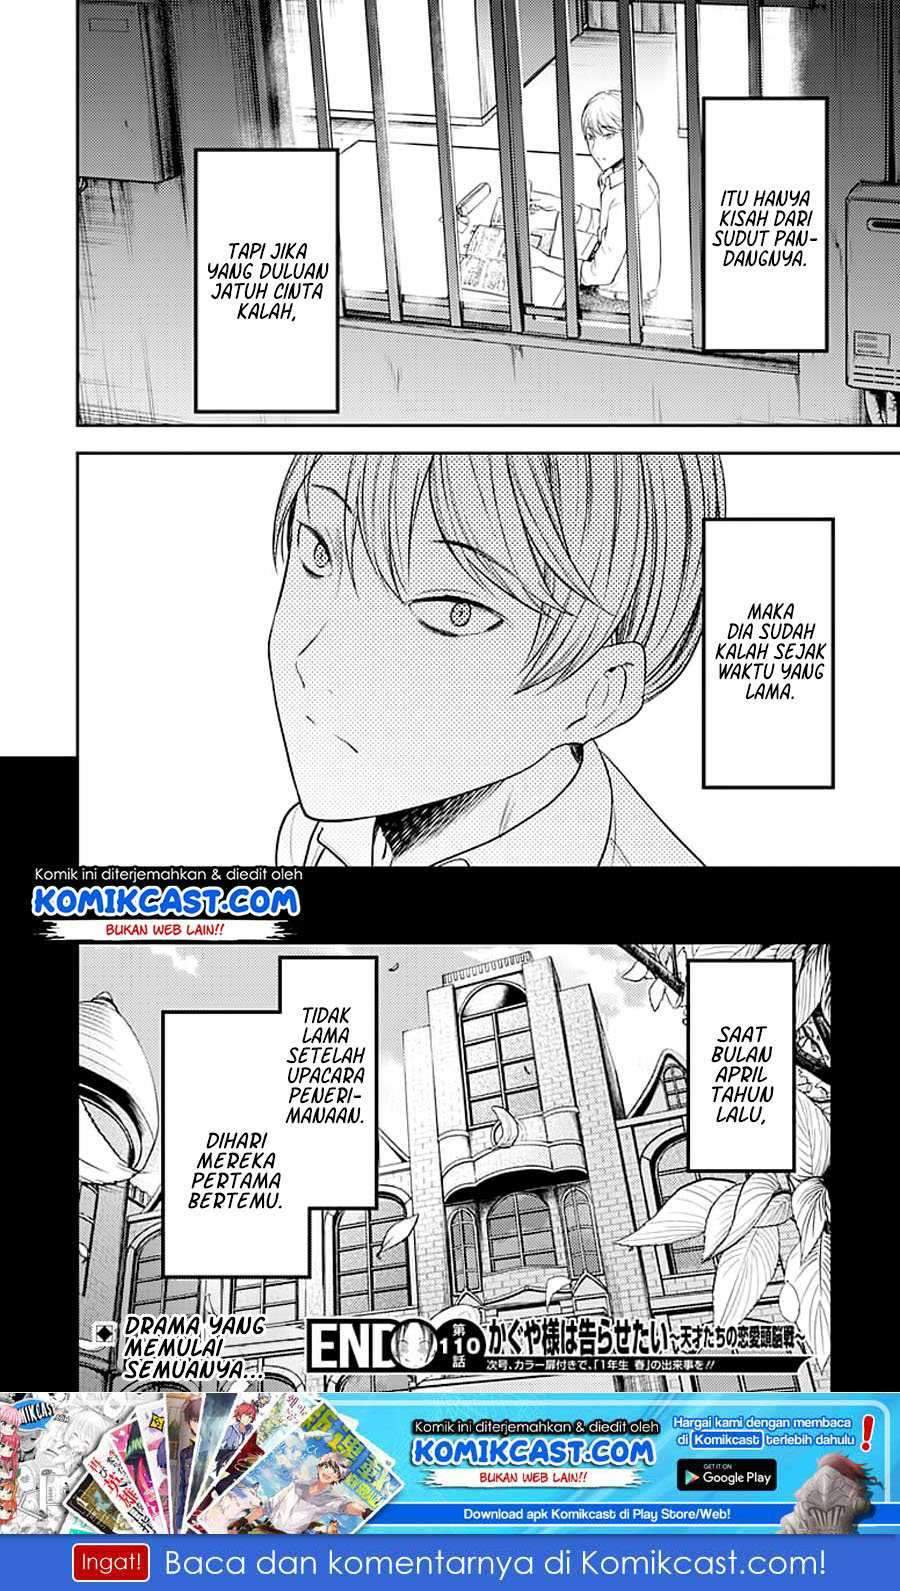 ITU HANYA
KISAH DARI
SUDUT PAN-
DANGNYA.
TAPI JIKA
YANG DULUAN
JATUH CINTA
KALAH,
MAKA
DIA SUDAH
KALAH SEJAK
WAKTU YANG
LAMA.
Komik ini diterjemahkan & diedit oleh
KOMIKCAST.COM
BUKAN WEB LAIN!!
SAAT
BULAN
APRIL
TAHUN
LALU,
TIDAK
LAMA
SETELAH
UPACARA
PENERI-
MANAAN.
DIHARI
MEREKA
PERTAMA
BERTEMU.
DRAMA YANG
MEMULAI
SEMUANYA...
END
第110話
かぐや様は告らせたい～天才たちの恋愛頭脳戦～
次号、カラー扉付きで、「1年生 春」の出来事を!!
Komik ini diterjemahkan & diedit oleh
KOMIKCAST.COM
BUKAN WEB LAIN!!
Hargai kami dengan membaca
di Komikcast terlebih dahulu !
GET IT ON
Google Play
Download apk Komikcast di Play Store/Web!
Ingat! Baca dan komentarnya di Komikcast.com!